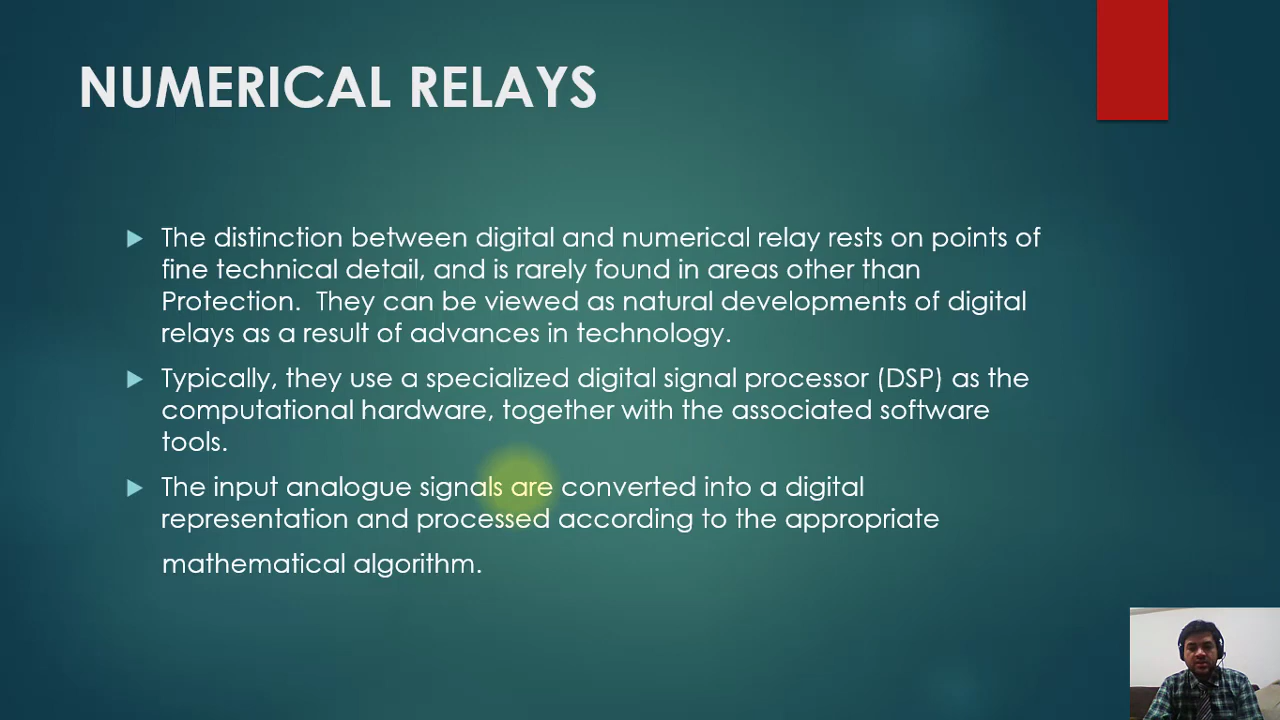 NUMERICAL RELAYS
The distinction between digital and numerical relay rests on points of
fine technical detail, and is rarely found in areas other than
Protection.  They can be viewed as natural developments of digital
relays as a result of advances in technology.
Typically, they use a specialized digital signal processor (DSP) as the
computational hardware, together with the associated software
tools.
The input analogue signals are converted into a digital
representation and processed according to the appropriate
mathematical algorithm.